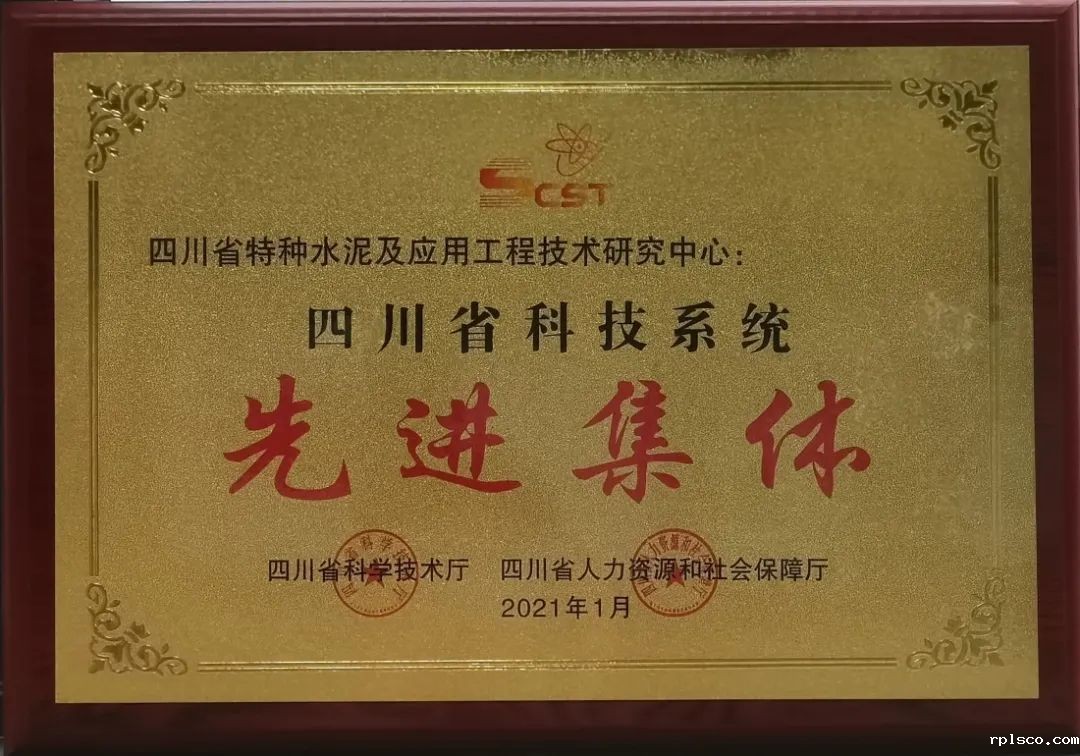 SCST
四川省特种水泥及应用工程技术研究中心：
四川省科技系统
先进集体
四川省科学技术厅 四川省人力资源和社会保障厅
2021年1月
rplsco.com